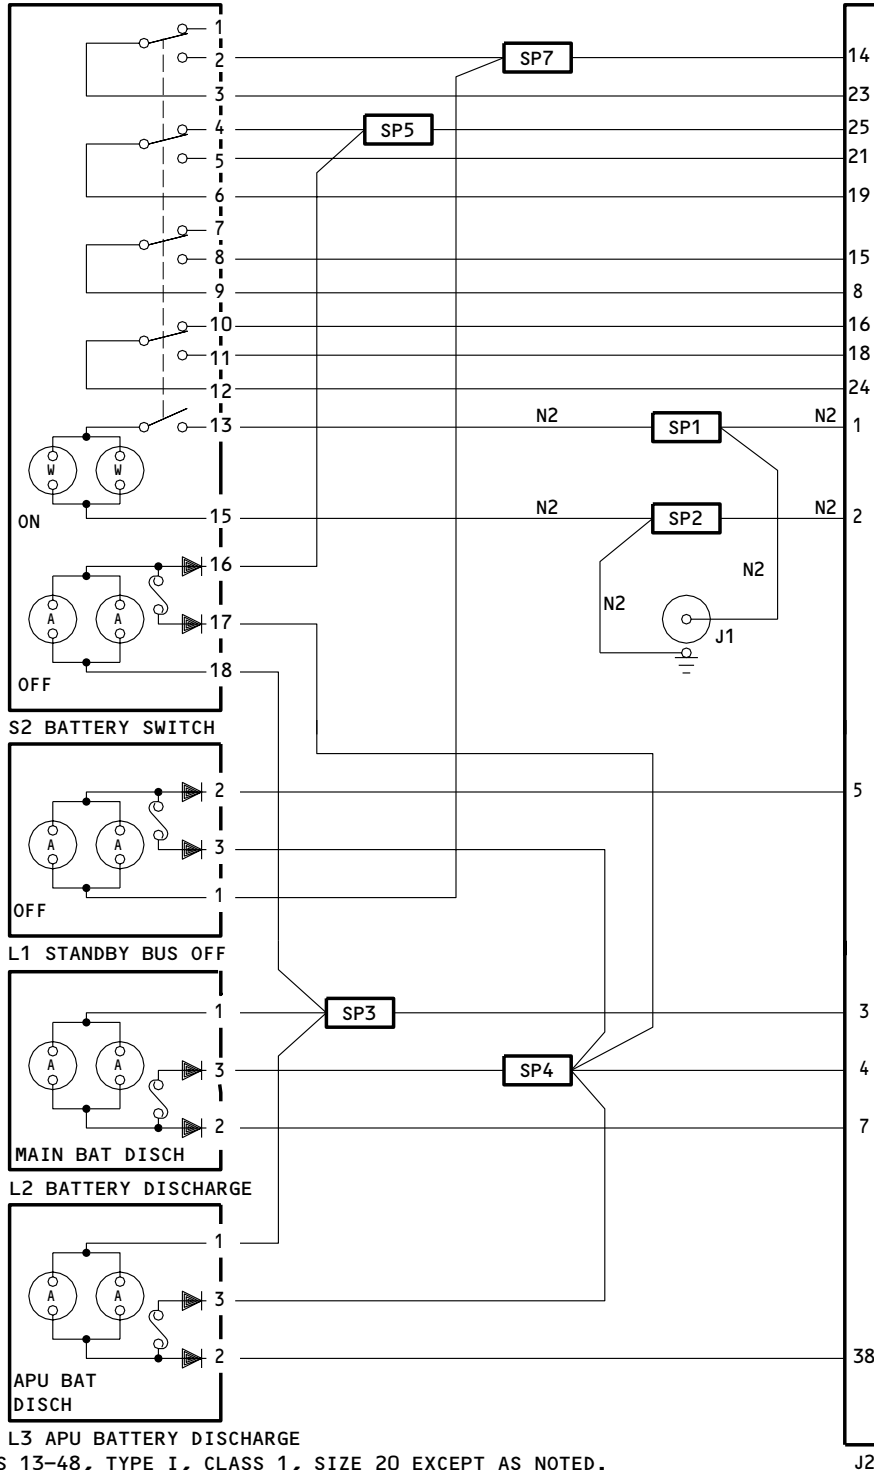 1
2 SP7 14
3 23
4 SP5 25
5 21
6 19
7
8 15
9 8
10 16
11 18
12 24
13 N2 SP1 N2 1
W W
ON
15 N2 SP2 N2 2
16
N2
A A
17 N2
J1
18
OFF
S2 BATTERY SWITCH
2 5
A A
3
1
OFF
L1 STANDBY BUS OFF
1 SP3 3
A A
3 SP4 4
2 7
MAIN BAT DISCH
L2 BATTERY DISCHARGE
1
A A
3
2 38
APU BAT
DISCH
L3 APU BATTERY DISCHARGE
S 13-48, TYPE I, CLASS 1, SIZE 20 EXCEPT AS NOTED.
J2